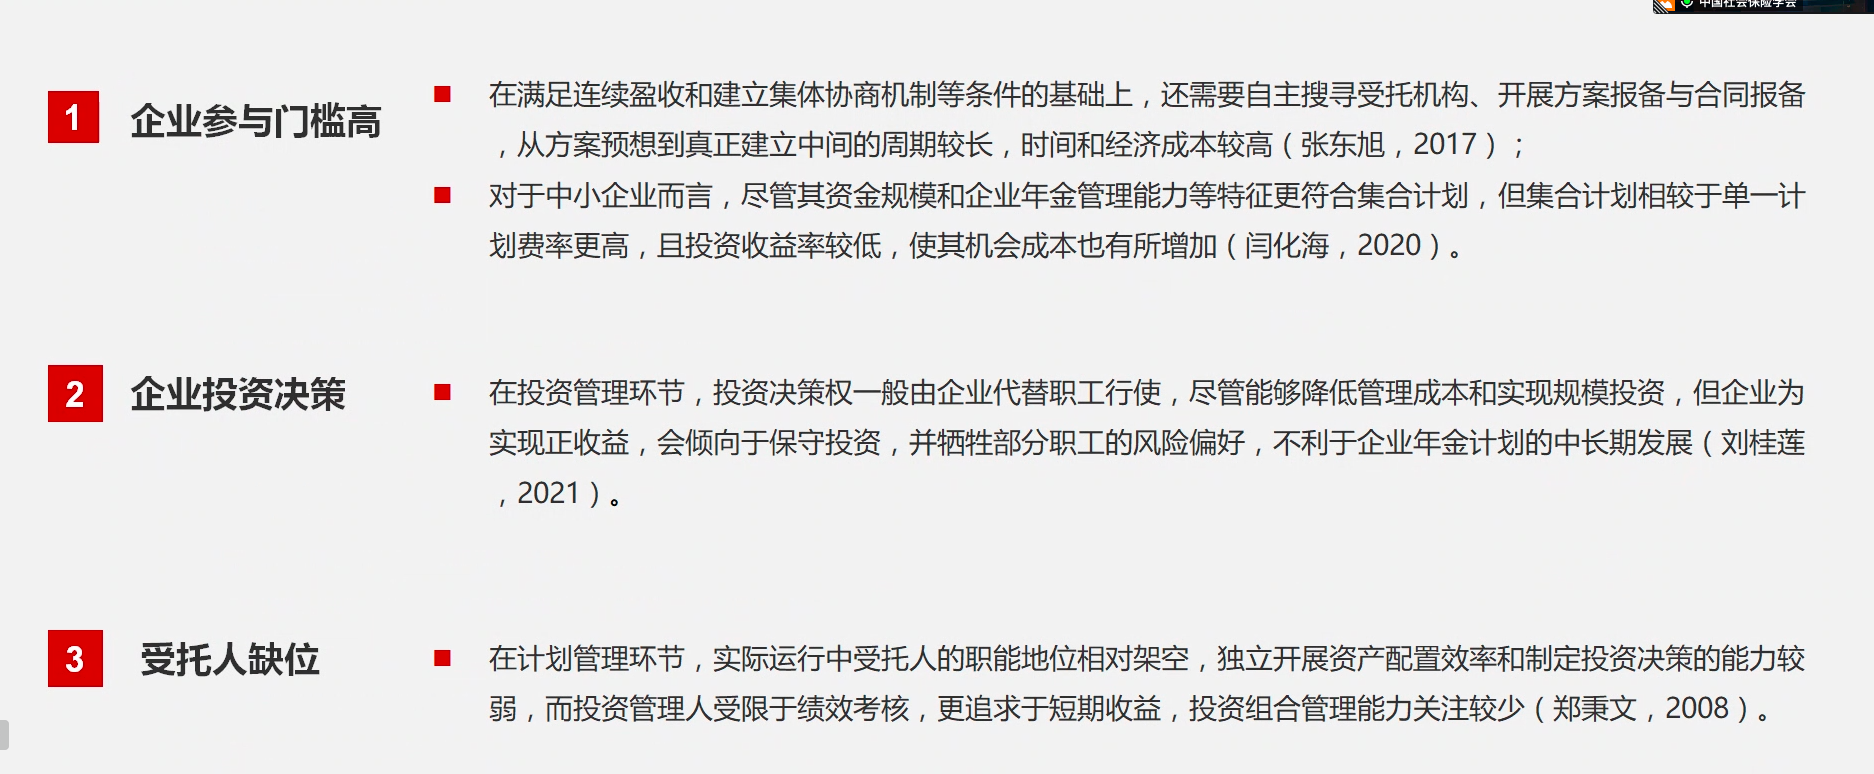 中国社会保险学会
1 企业参与门槛高
■ 在满足连续盈收和建立集体协商机制等条件的基础上，还需要自主搜寻受托机构、开展方案报备与合同报备
，从方案预想到真正建立中间的周期较长，时间和经济成本较高（张东旭，2017）；
■ 对于中小企业而言，尽管其资金规模和企业年金管理能力等特征更符合集合计划，但集合计划相较于单一计
划费率更高，且投资收益率较低，使其机会成本也有所增加（闫化海，2020）。
2 企业投资决策
■ 在投资管理环节，投资决策权一般由企业代替职工行使，尽管能够降低管理成本和实现规模投资，但企业为
实现正收益，会倾向于保守投资，并牺牲部分职工的风险偏好，不利于企业年金计划的中长期发展（刘桂莲
，2021）。
3 受托人缺位
■ 在计划管理环节，实际运行中受托人的职能地位相对架空，独立开展资产配置效率和制定投资决策的能力较
弱，而投资管理人受限于绩效考核，更追求于短期收益，投资组合管理能力关注较少（郑秉文，2008）。